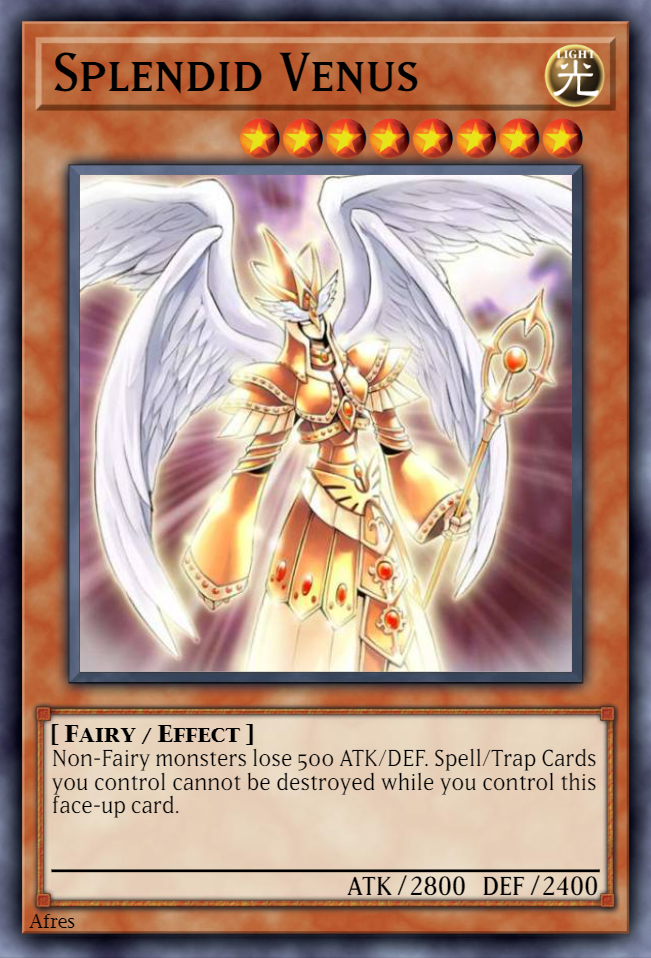 Splendid Venus
LIGHT
光
[ Fairy / Effect ]
Non-Fairy monsters lose 500 ATK/DEF. Spell/Trap Cards
you control cannot be destroyed while you control this
face-up card.
ATK / 2800 DEF / 2400
Afres